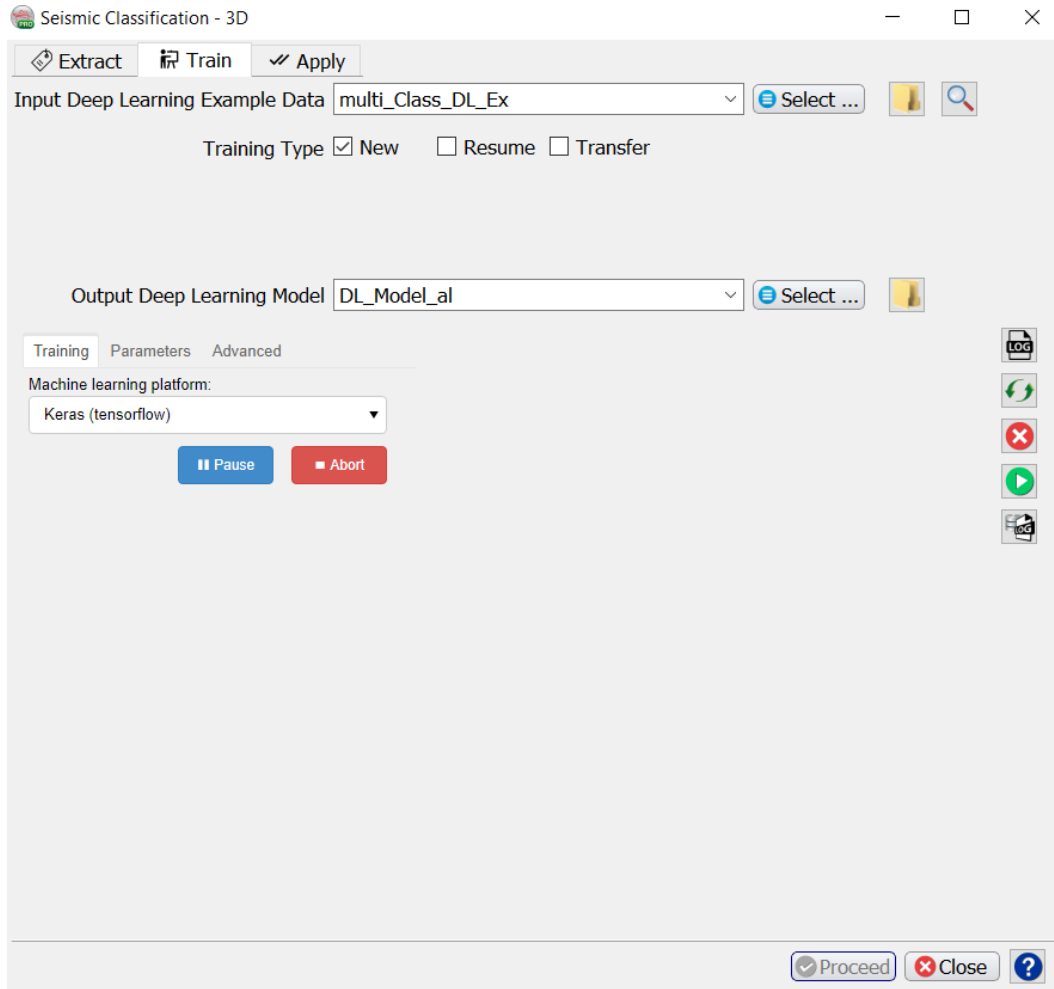 Seismic Classification - 3D
Extract Train Apply
Input Deep Learning Example Data multi_Class_DL_Ex Select ...
Training Type New Resume Transfer
Output Deep Learning Model DL_Model_al Select ...
Training Parameters Advanced
LOG
Machine learning platform:
Keras (tensorflow)
Pause Abort
LOG
Proceed Close ?